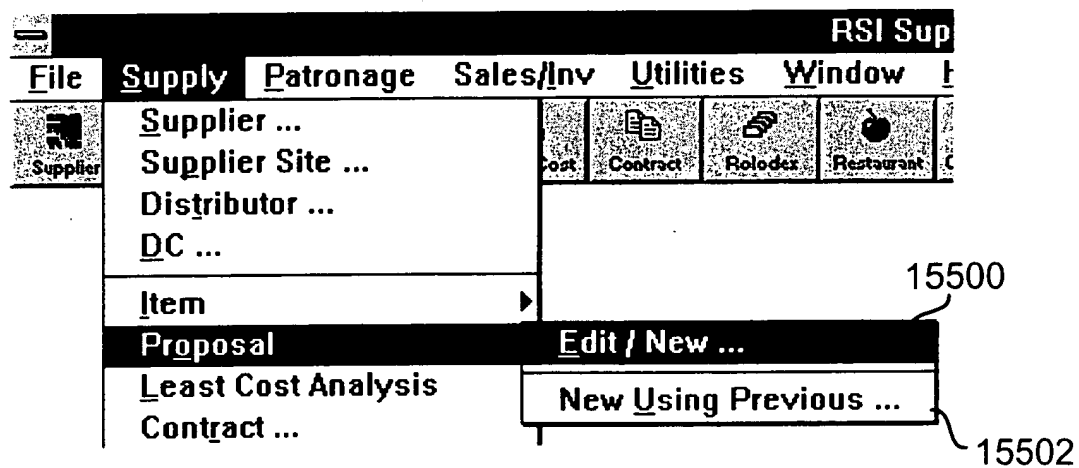 RSI Sup
File Supply Patronage Sales/Inv Utilities Window H
Supplier ...
Supplier Site ...
Distributor ...
DC ...
Supplier Cost Contract Rolodex Restaurant
15500
Item
Proposal Edit / New ...
Least Cost Analysis
New Using Previous ...
Contract ...
15502